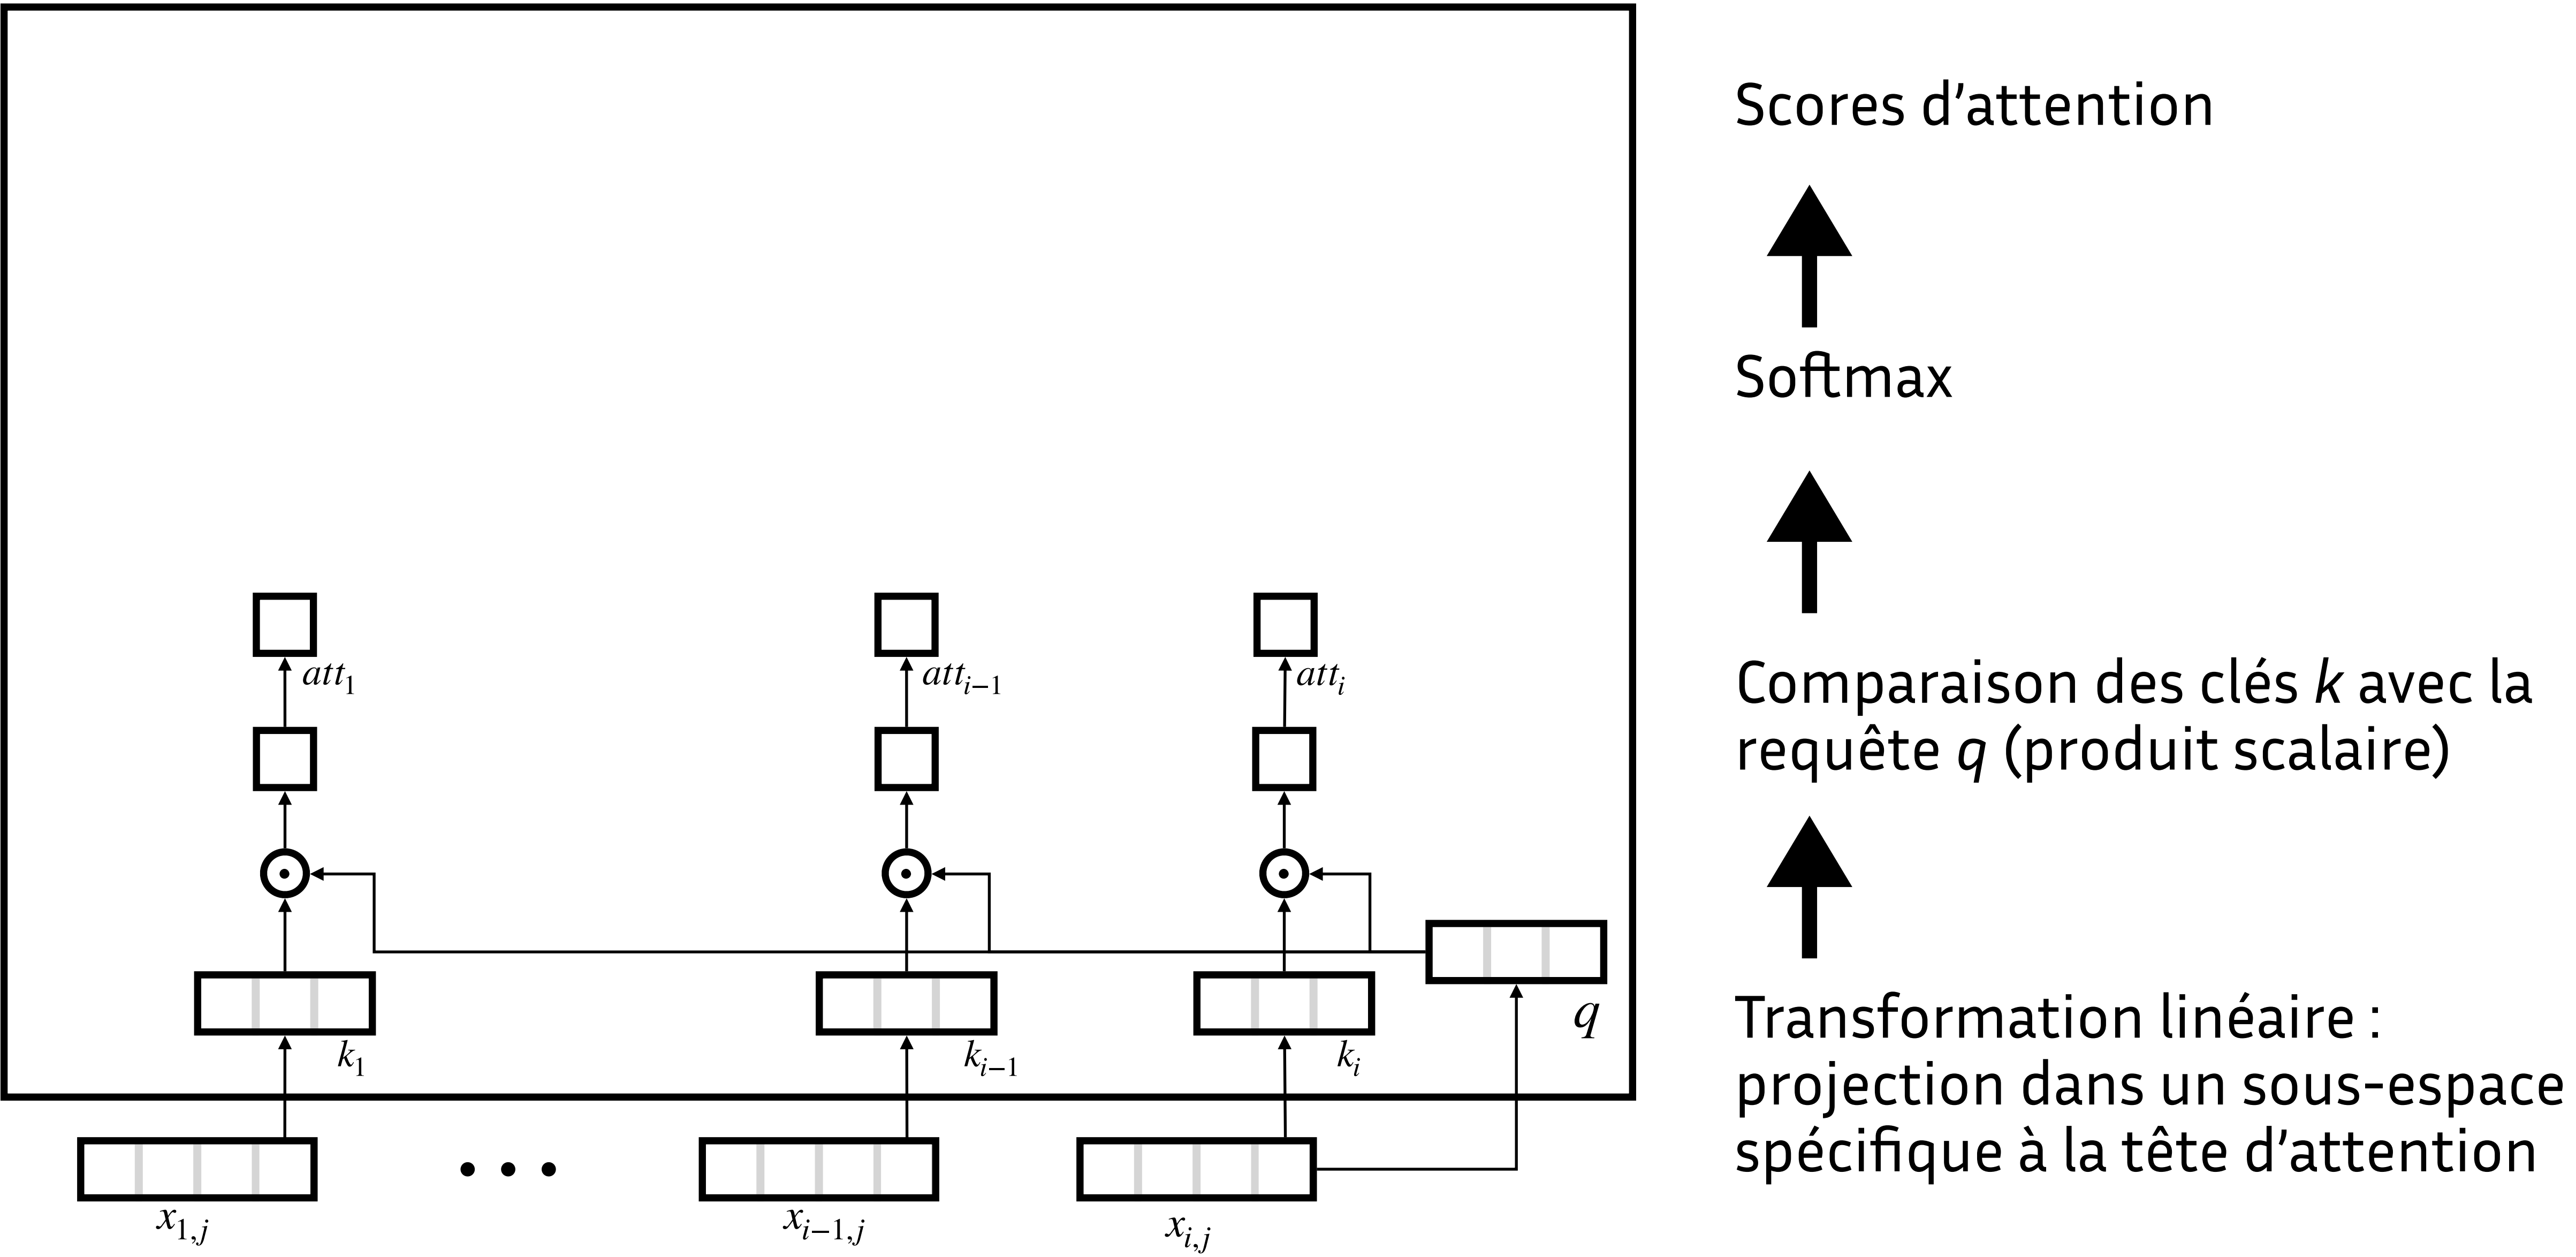 Scores d'attention
Softmax
att₁
attᵢ₋₁
attᵢ
Comparaison des clés k avec la
requête q (produit scalaire)
q
k₁
kᵢ₋₁
kᵢ
Transformation linéaire :
projection dans un sous-espace
spécifique à la tête d'attention
• • •
x₁,ⱼ
xᵢ₋₁,ⱼ
xᵢ,ⱼ